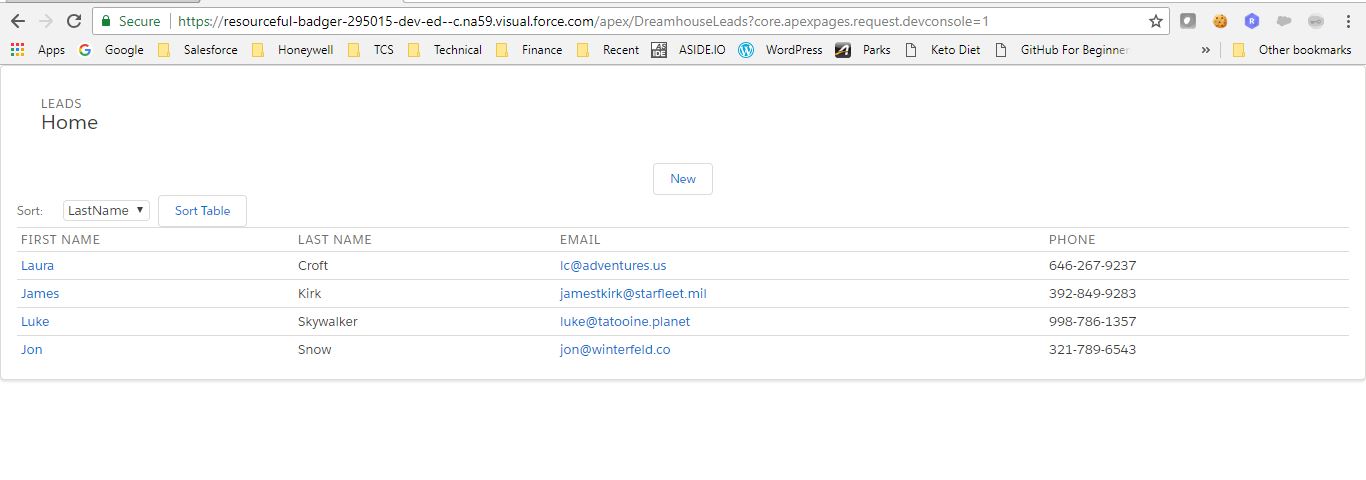 Secure https://resourceful-badger-295015-dev-ed--c.na59.visual.force.com/apex/DreamhouseLeads?core.apexpages.request.devconsole=1
Apps Google Salesforce Honeywell TCS Technical Finance Recent ASIDE.IO WordPress Parks Keto Diet GitHub For Beginner » Other bookmarks
LEADS
Home
New
Sort: LastName Sort Table
FIRST NAME LAST NAME EMAIL PHONE
Laura Croft lc@adventures.us 646-267-9237
James Kirk jamestkirk@starfleet.mil 392-849-9283
Luke Skywalker luke@tatooine.planet 998-786-1357
Jon Snow jon@winterfeld.co 321-789-6543